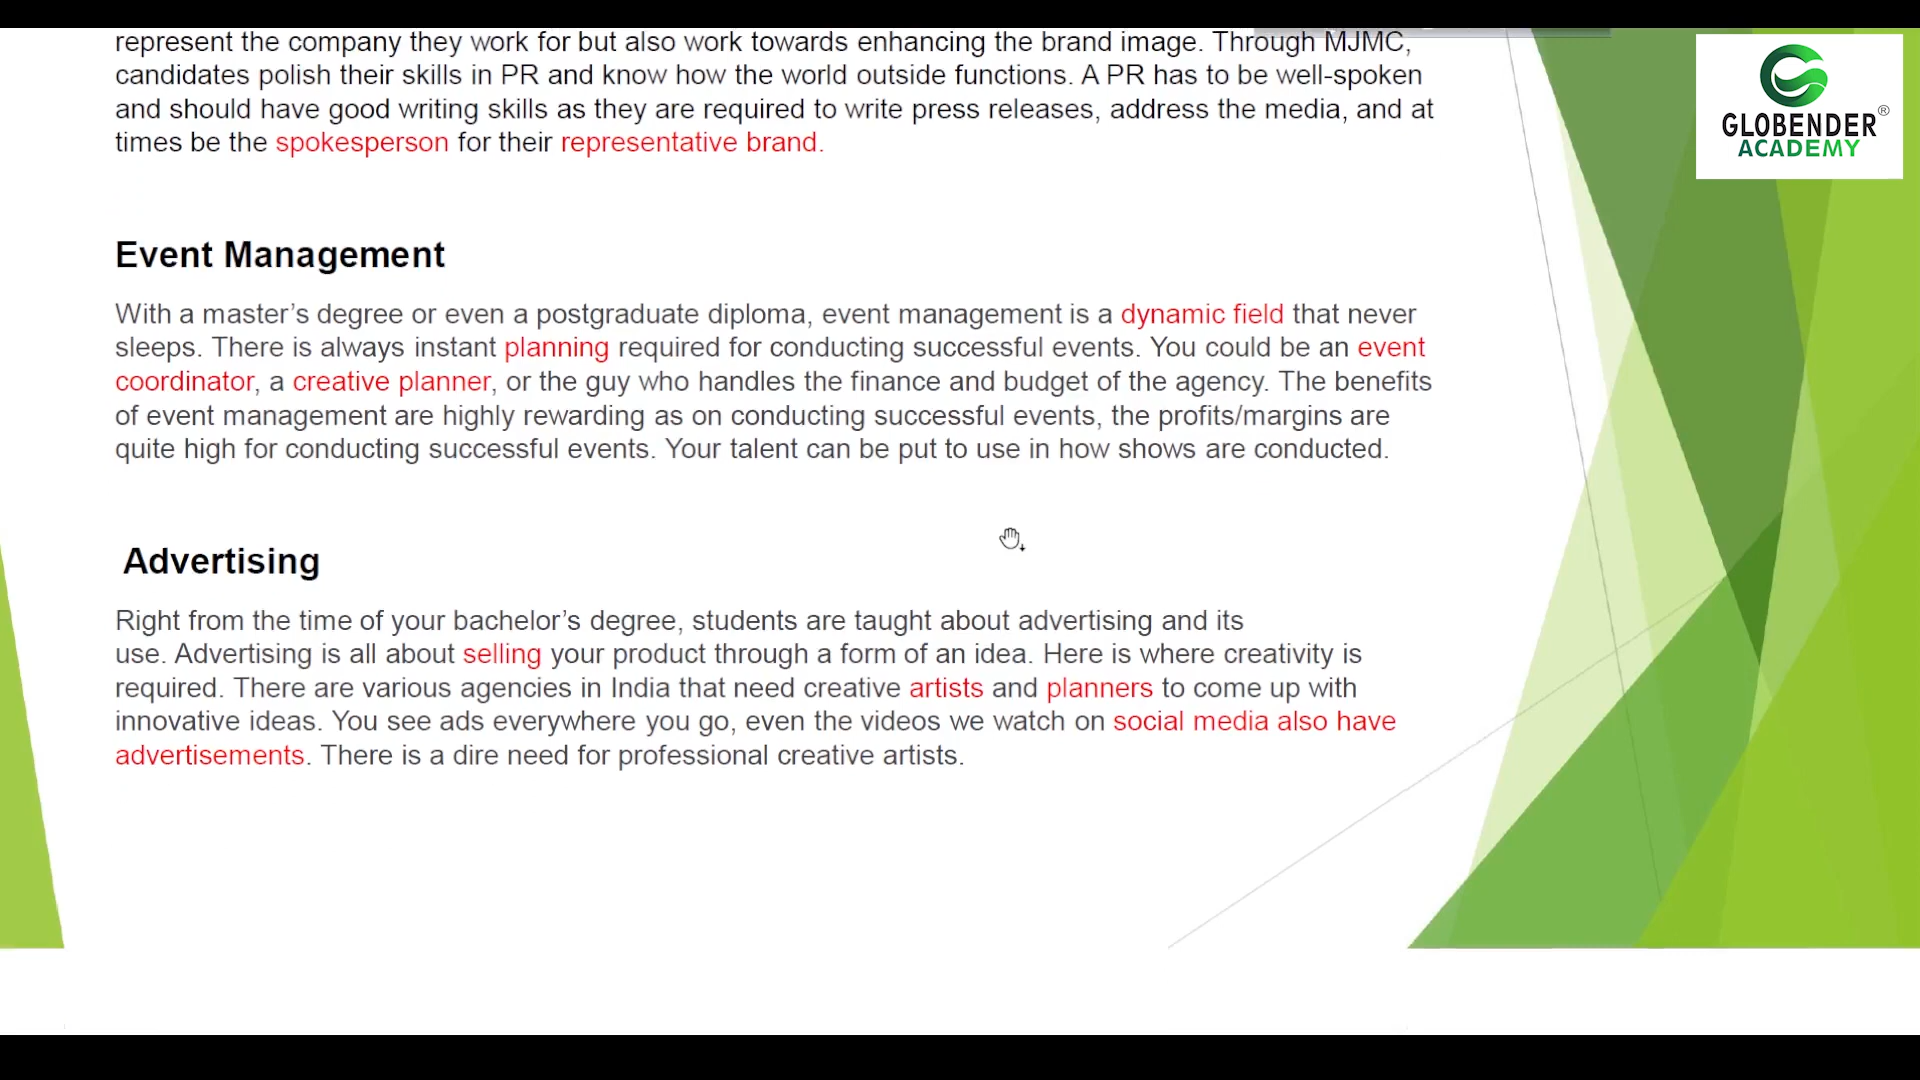 represent the company they work for but also work towards enhancing the brand image. Through MJMC,
candidates polish their skills in PR and know how the world outside functions. A PR has to be well-spoken
and should have good writing skills as they are required to write press releases, address the media, and at
times be the spokesperson for their representative brand.
GLOBENDER®
ACADEMY
Event Management
With a master’s degree or even a postgraduate diploma, event management is a dynamic field that never
sleeps. There is always instant planning required for conducting successful events. You could be an event
coordinator, a creative planner, or the guy who handles the finance and budget of the agency. The benefits
of event management are highly rewarding as on conducting successful events, the profits/margins are
quite high for conducting successful events. Your talent can be put to use in how shows are conducted.
Advertising
Right from the time of your bachelor’s degree, students are taught about advertising and its
use. Advertising is all about selling your product through a form of an idea. Here is where creativity is
required. There are various agencies in India that need creative artists and planners to come up with
innovative ideas. You see ads everywhere you go, even the videos we watch on social media also have
advertisements. There is a dire need for professional creative artists.